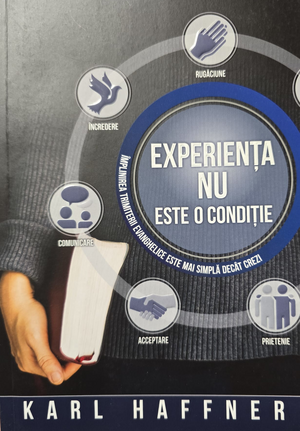 RUGĂCIUNE
ÎNCREDERE
EXPERIENȚA
NU
ESTE O CONDIȚIE
ÎMPLINIREA TRIMITERII EVANGHELICE ESTE MAI SIMPLĂ DECÂT CREZI
COMUNICARE
ACCEPTARE
PRIETENIE
KARL HAFFNER